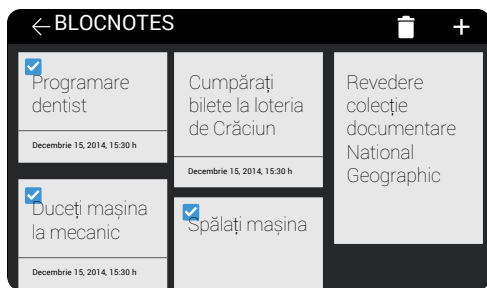 BLOCNOTES
Programare
dentist
Decembrie 15, 2014, 15:30 h
Cumpărați
bilete la loteria
de Crăciun
Decembrie 15, 2014, 15:30 h
Revedere
colecție
documentare
National
Geographic
Duceți mașina
la mecanic
Decembrie 15, 2014, 15:30 h
Spălați mașina